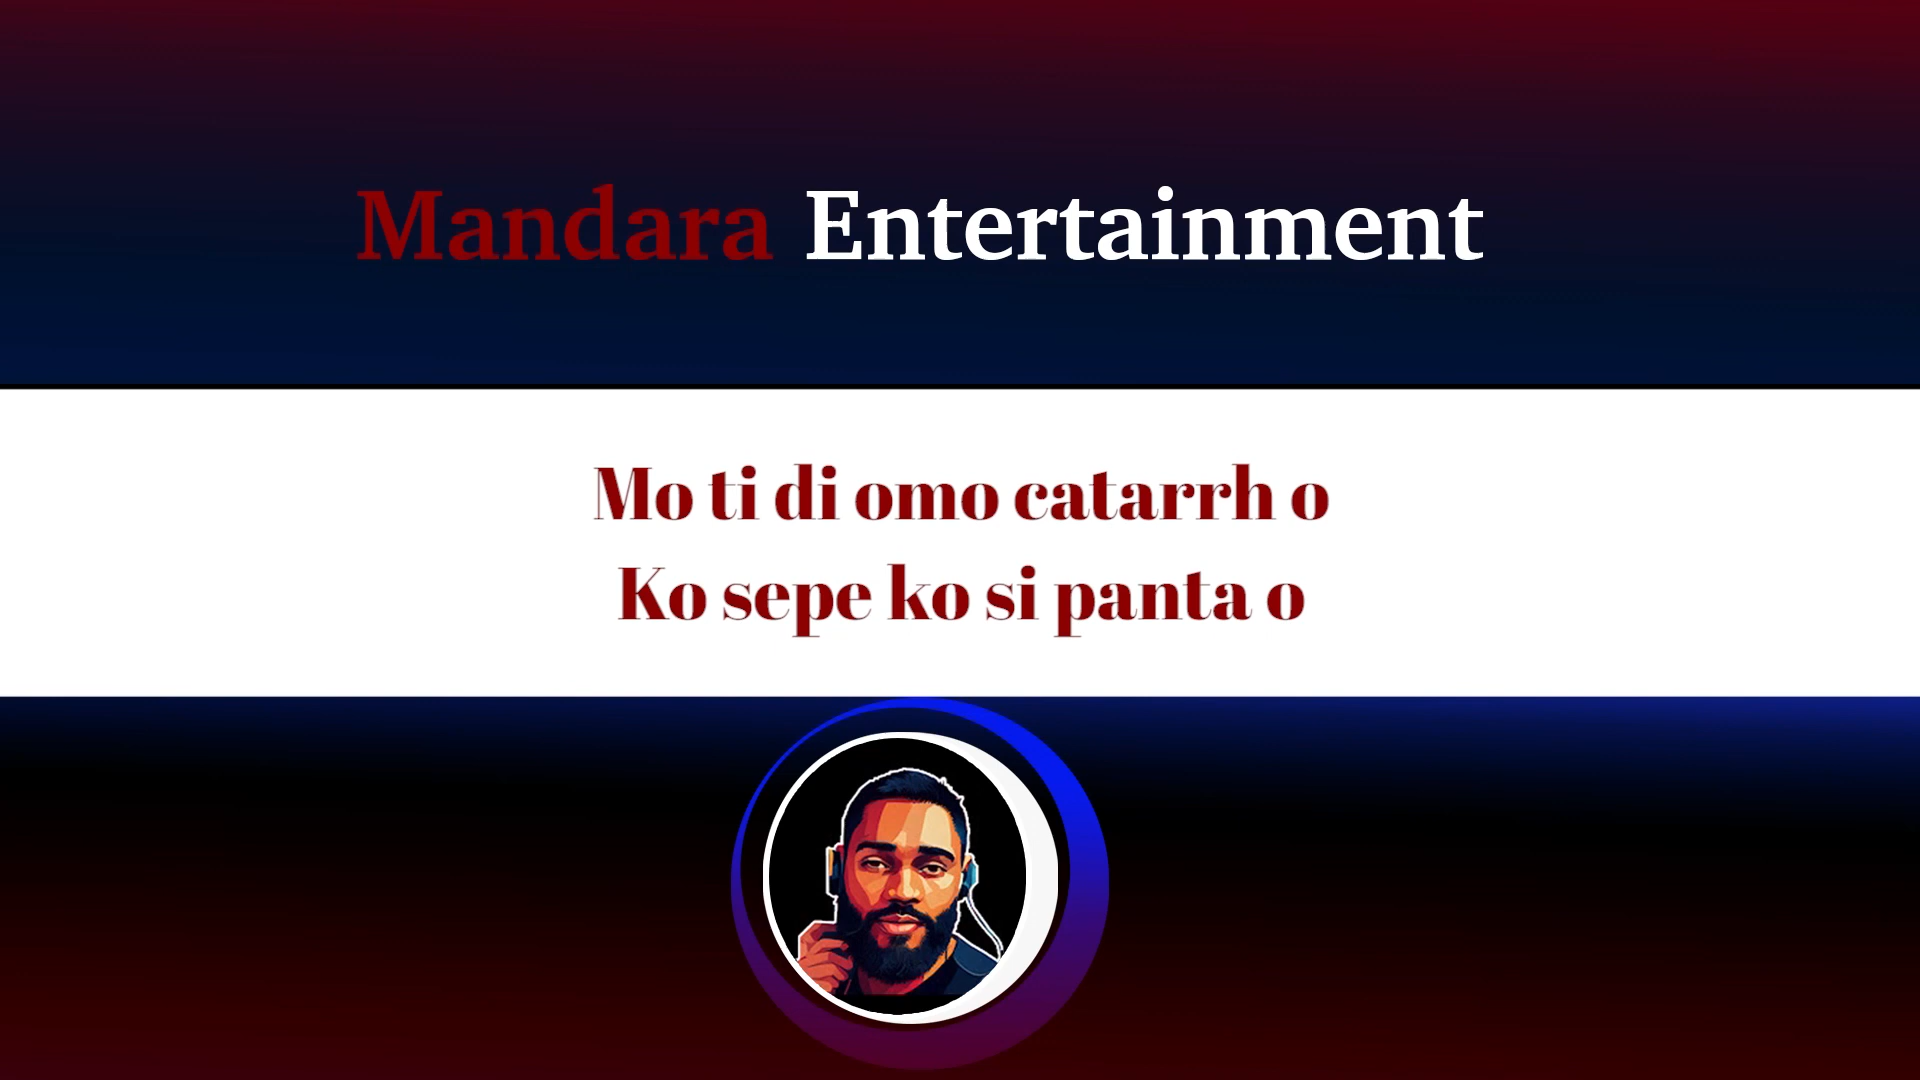 Mandara Entertainment
Mo ti di omo catarrh o
Ko sepe ko si panta o